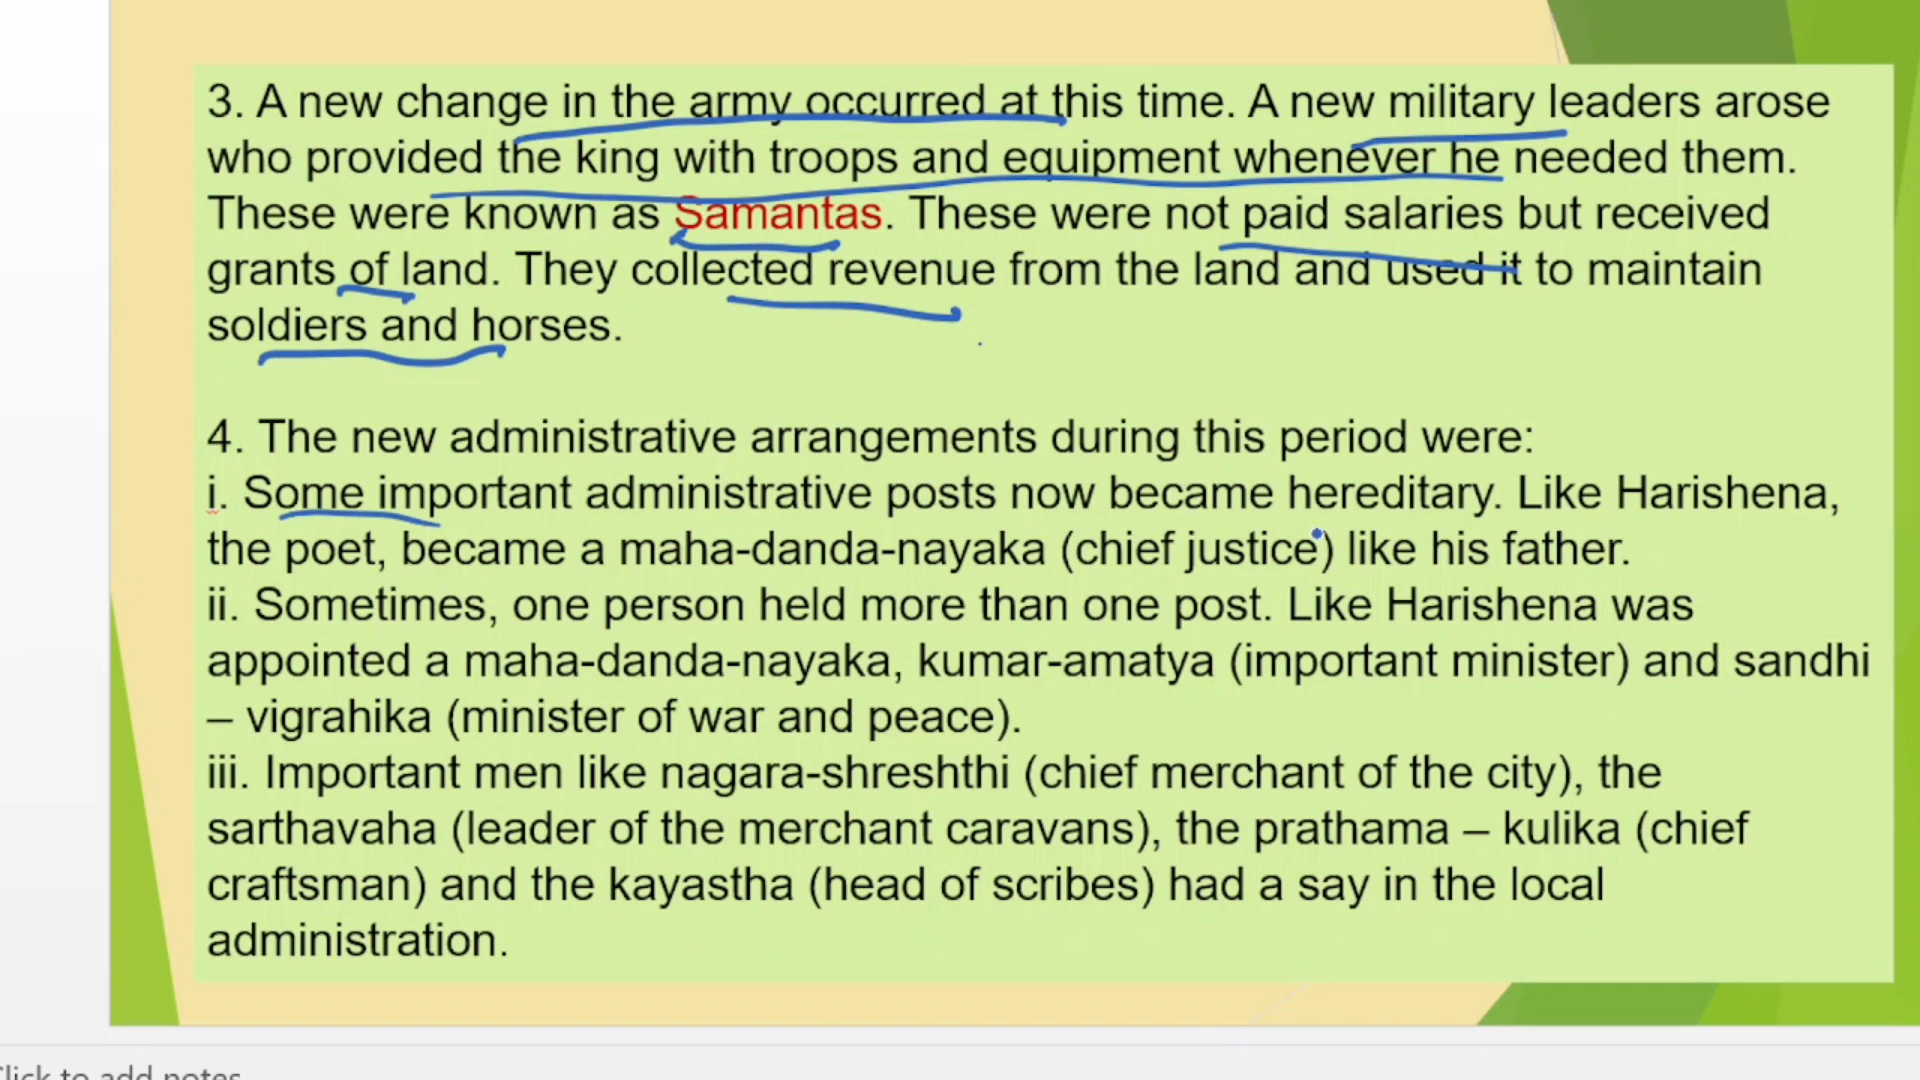 3. A new change in the army occurred at this time. A new military leaders arose
who provided the king with troops and equipment whenever he needed them.
These were known as Samantas. These were not paid salaries but received
grants of land. They collected revenue from the land and used it to maintain
soldiers and horses.
4. The new administrative arrangements during this period were:
i. Some important administrative posts now became hereditary. Like Harishena,
the poet, became a maha-danda-nayaka (chief justice) like his father.
ii. Sometimes, one person held more than one post. Like Harishena was
appointed a maha-danda-nayaka, kumar-amatya (important minister) and sandhi
– vigrahika (minister of war and peace).
iii. Important men like nagara-shreshthi (chief merchant of the city), the
sarthavaha (leader of the merchant caravans), the prathama – kulika (chief
craftsman) and the kayastha (head of scribes) had a say in the local
administration.
Click to add notes